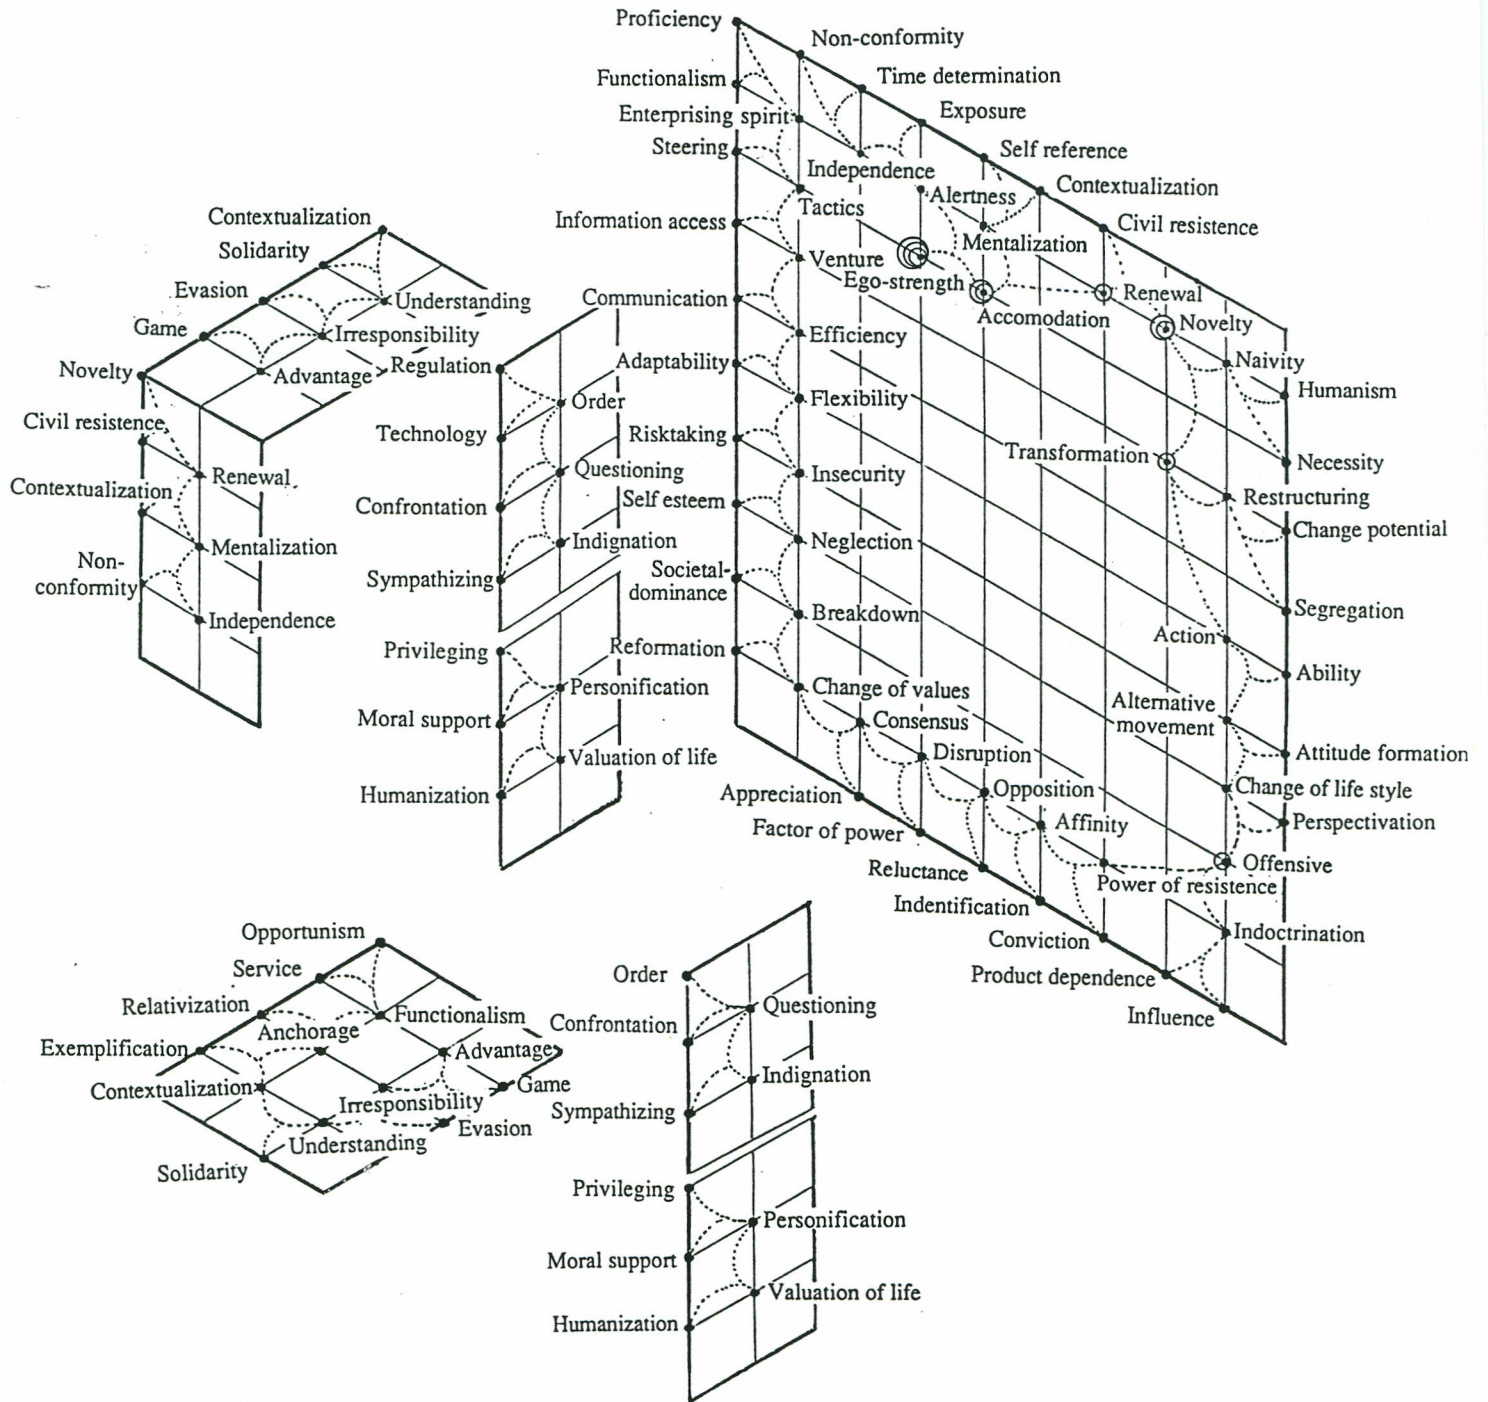 Proficiency
Non-conformity
Functionalism
Time determination
Enterprising spirit
Exposure
Steering
Independence
Self reference
Alertness
Contextualization
Tactics
Information access
Mentalization
Civil resistence
Venture
Ego-strength
Communication
Renewal
Accomodation
Novelty
Efficiency
Adaptability
Naivity
Flexibility
Humanism
Risktaking
Transformation
Necessity
Insecurity
Self esteem
Restructuring
Neglection
Change potential
Societal-
dominance
Breakdown
Segregation
Reformation
Action
Ability
Change of values
Alternative
movement
Consensus
Disruption
Attitude formation
Appreciation
Opposition
Change of life style
Factor of power
Affinity
Perspectivation
Reluctance
Offensive
Power of resistence
Indentification
Conviction
Indoctrination
Product dependence
Influence
Contextualization
Solidarity
Evasion
Understanding
Game
Irresponsibility
Novelty
Advantage
Civil resistence
Renewal
Contextualization
Mentalization
Non-
conformity
Independence
Regulation
Order
Technology
Questioning
Confrontation
Indignation
Sympathizing
Privileging
Personification
Moral support
Valuation of life
Humanization
Opportunism
Service
Relativization
Functionalism
Anchorage
Exemplification
Advantage
Contextualization
Game
Irresponsibility
Understanding
Evasion
Solidarity
Order
Questioning
Confrontation
Indignation
Sympathizing
Privileging
Personification
Moral support
Valuation of life
Humanization